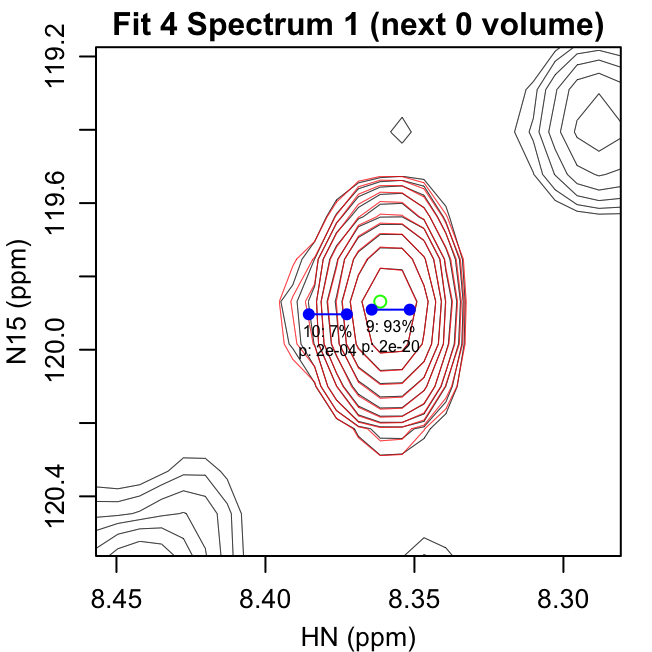 Fit 4 Spectrum 1 (next 0 volume)
119.2
119.6
120.0
120.4
N15 (ppm)
10: 7%
p: 2e-04
9: 93%
p: 2e-20
8.45
8.40
8.35
8.30
HN (ppm)